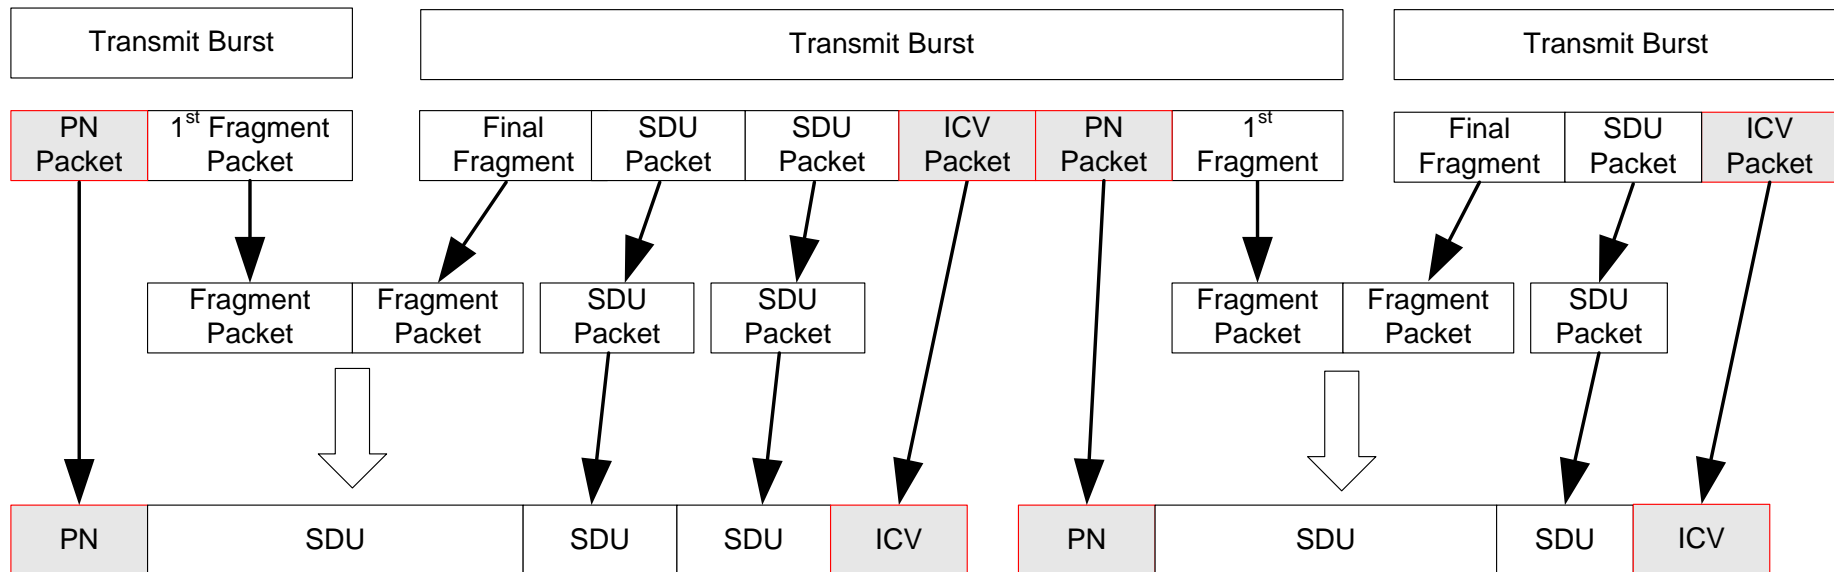 Transmit Burst
Transmit Burst
Transmit Burst
PN
Packet
1st Fragment
Packet
Final
Fragment
SDU
Packet
SDU
Packet
ICV
Packet
PN
Packet
1st
Fragment
Final
Fragment
SDU
Packet
ICV
Packet
Fragment
Packet
Fragment
Packet
SDU
Packet
SDU
Packet
Fragment
Packet
Fragment
Packet
SDU
Packet
PN
SDU
SDU
SDU
ICV
PN
SDU
SDU
ICV